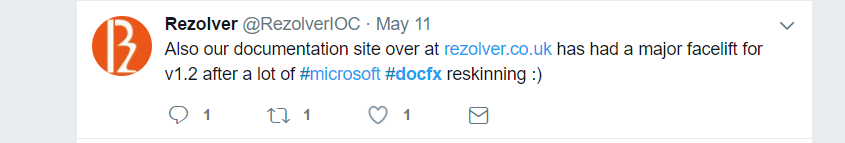 Rezolver @RezolverIOC · May 11
Also our documentation site over at rezolver.co.uk has had a major facelift for
v1.2 after a lot of #microsoft #docfx reskinning :)
1 1 1